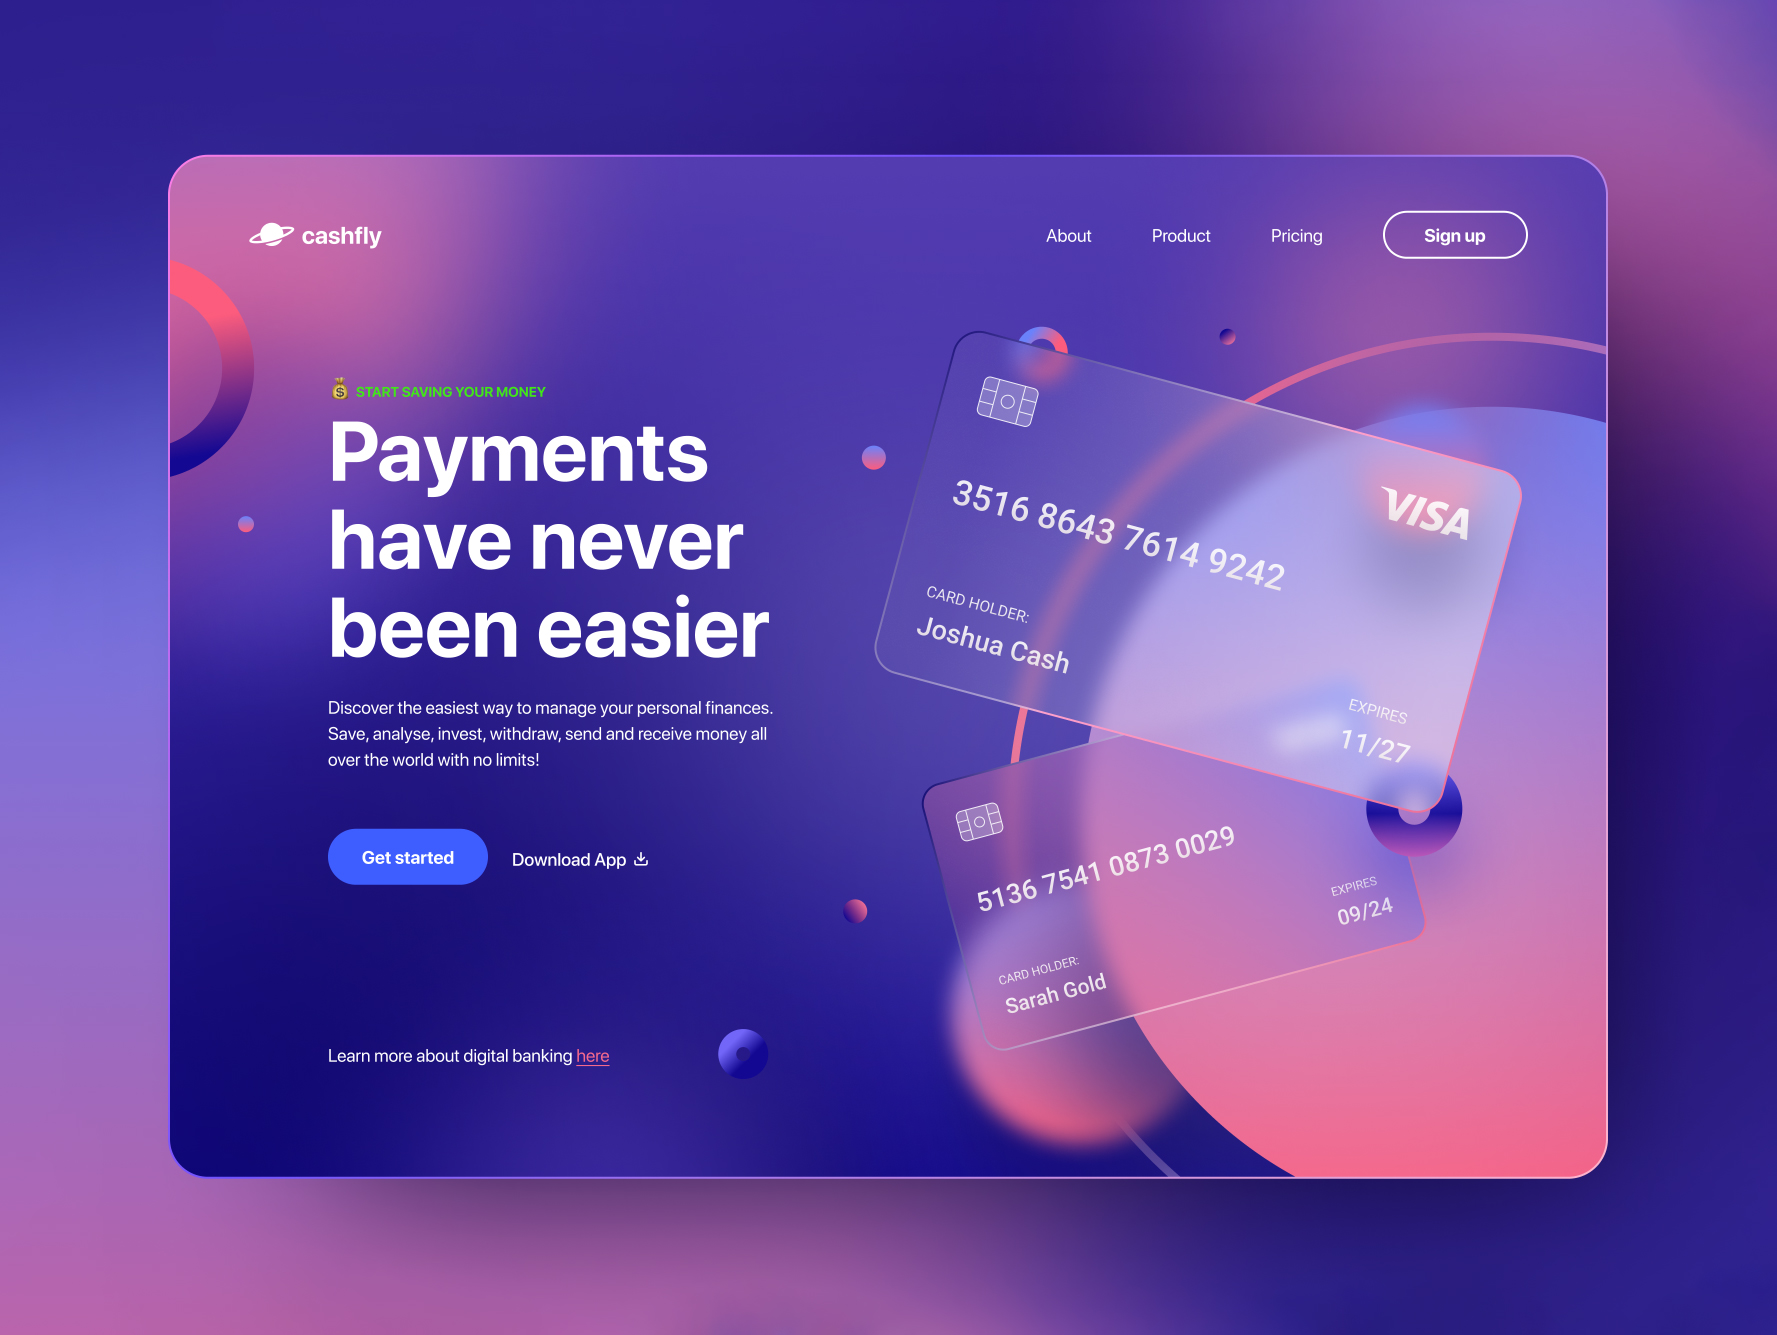 cashfly
About
Product
Pricing
Sign up
💰 START SAVING YOUR MONEY
Payments
have never
been easier
Discover the easiest way to manage your personal finances.
Save, analyse, invest, withdraw, send and receive money all
over the world with no limits!
Get started
Download App
Learn more about digital banking here
VISA
3516 8643 7614 9242
CARD HOLDER:
Joshua Cash
EXPIRES
11/27
5136 7541 0873 0029
EXPIRES
09/24
CARD HOLDER:
Sarah Gold